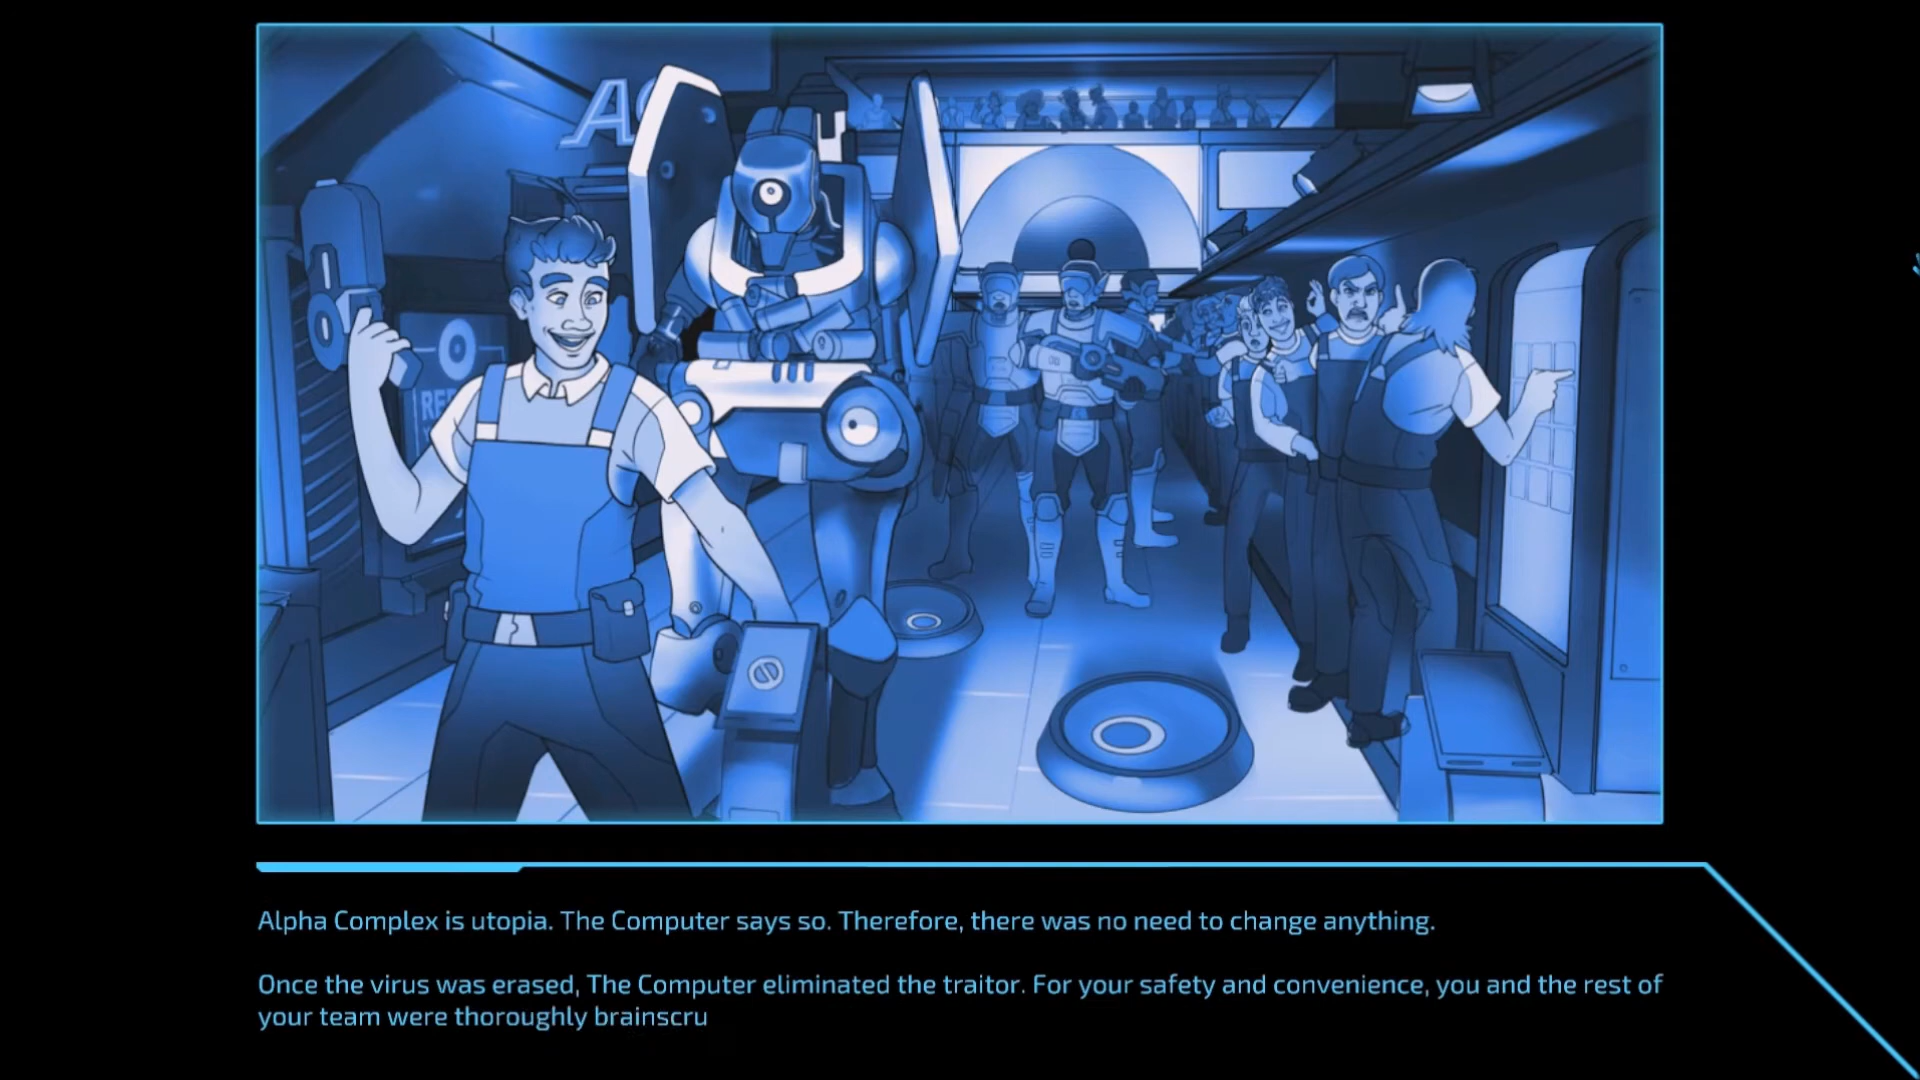 A
RE
Alpha Complex is utopia. The Computer says so. Therefore, there was no need to change anything.
Once the virus was erased, The Computer eliminated the traitor. For your safety and convenience, you and the rest of
your team were thoroughly brainscru